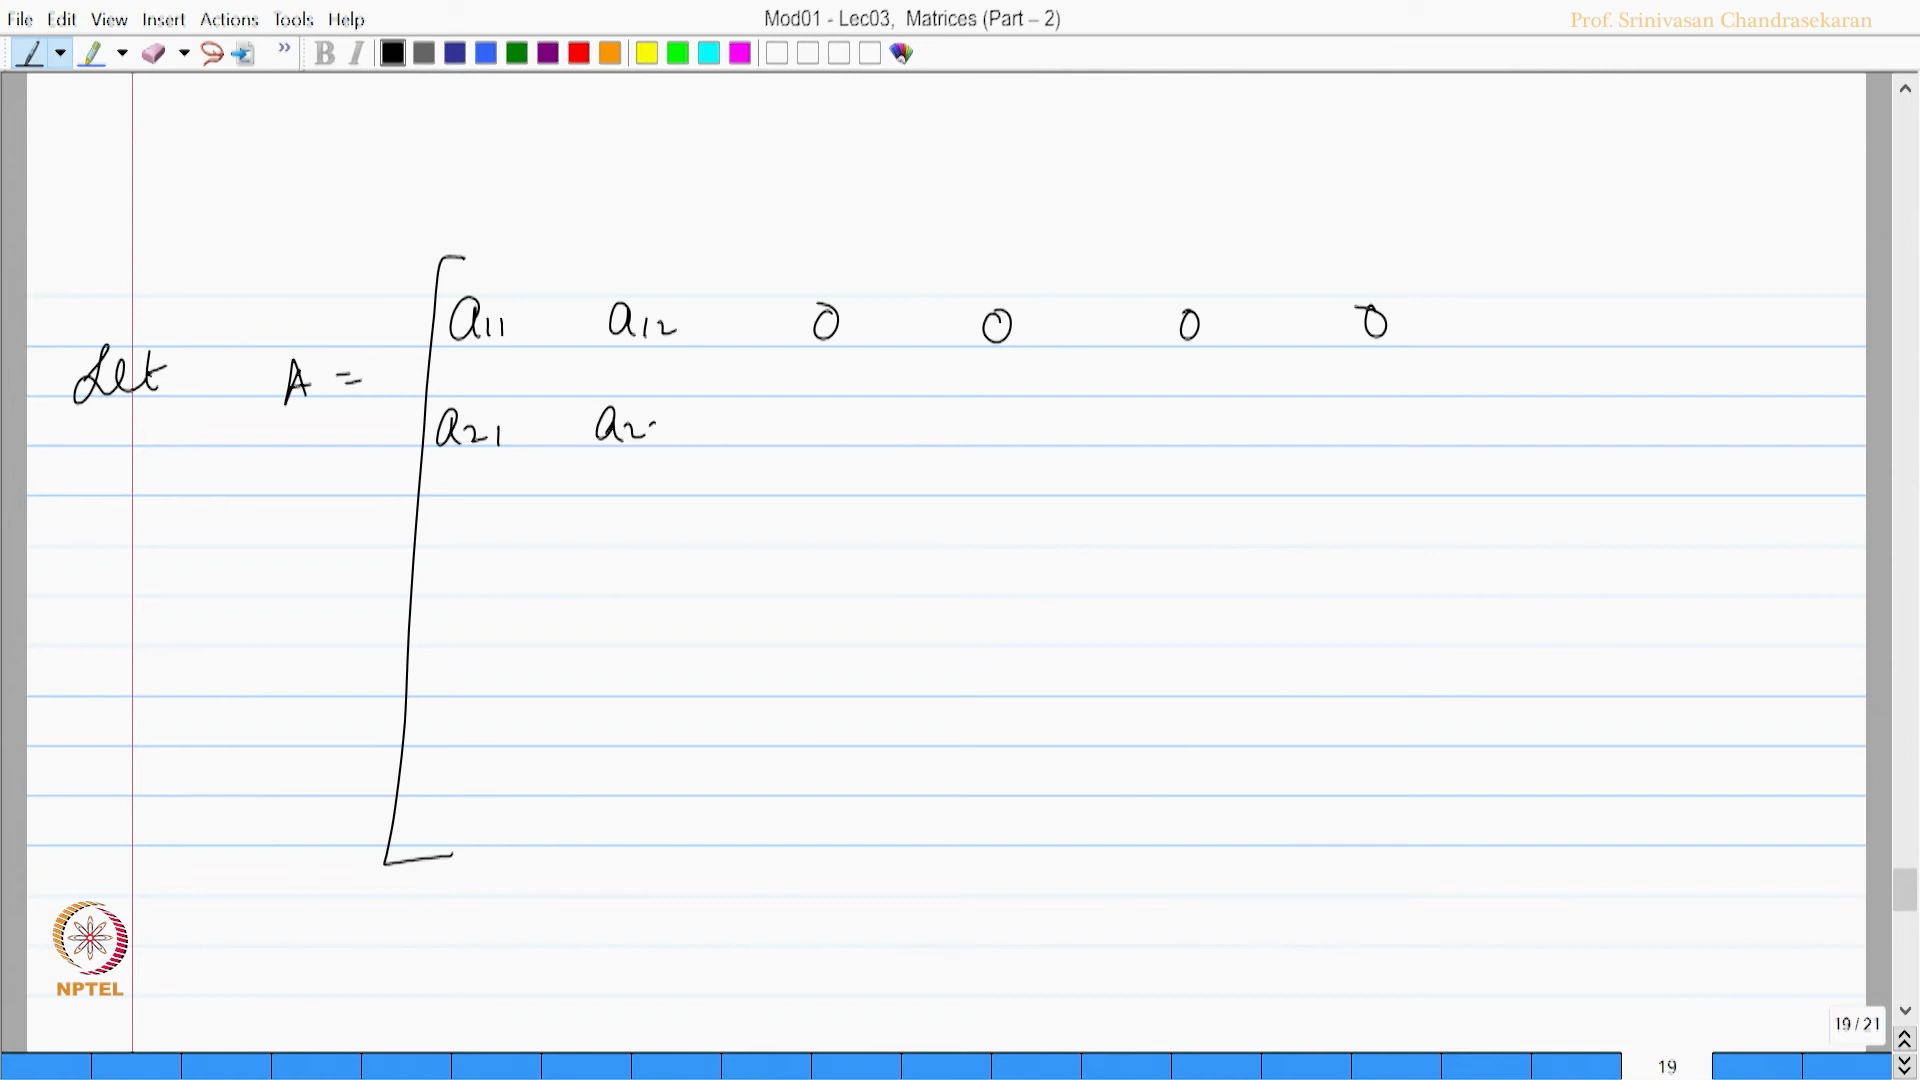 File Edit View Insert Actions Tools Help
Mod01 - Lec03, Matrices (Part – 2)
Prof. Srinivasan Chandrasekaran
B I
a11 a12 0 0 0 0
Let A =
a21 a2
NPTEL
19 / 21
19